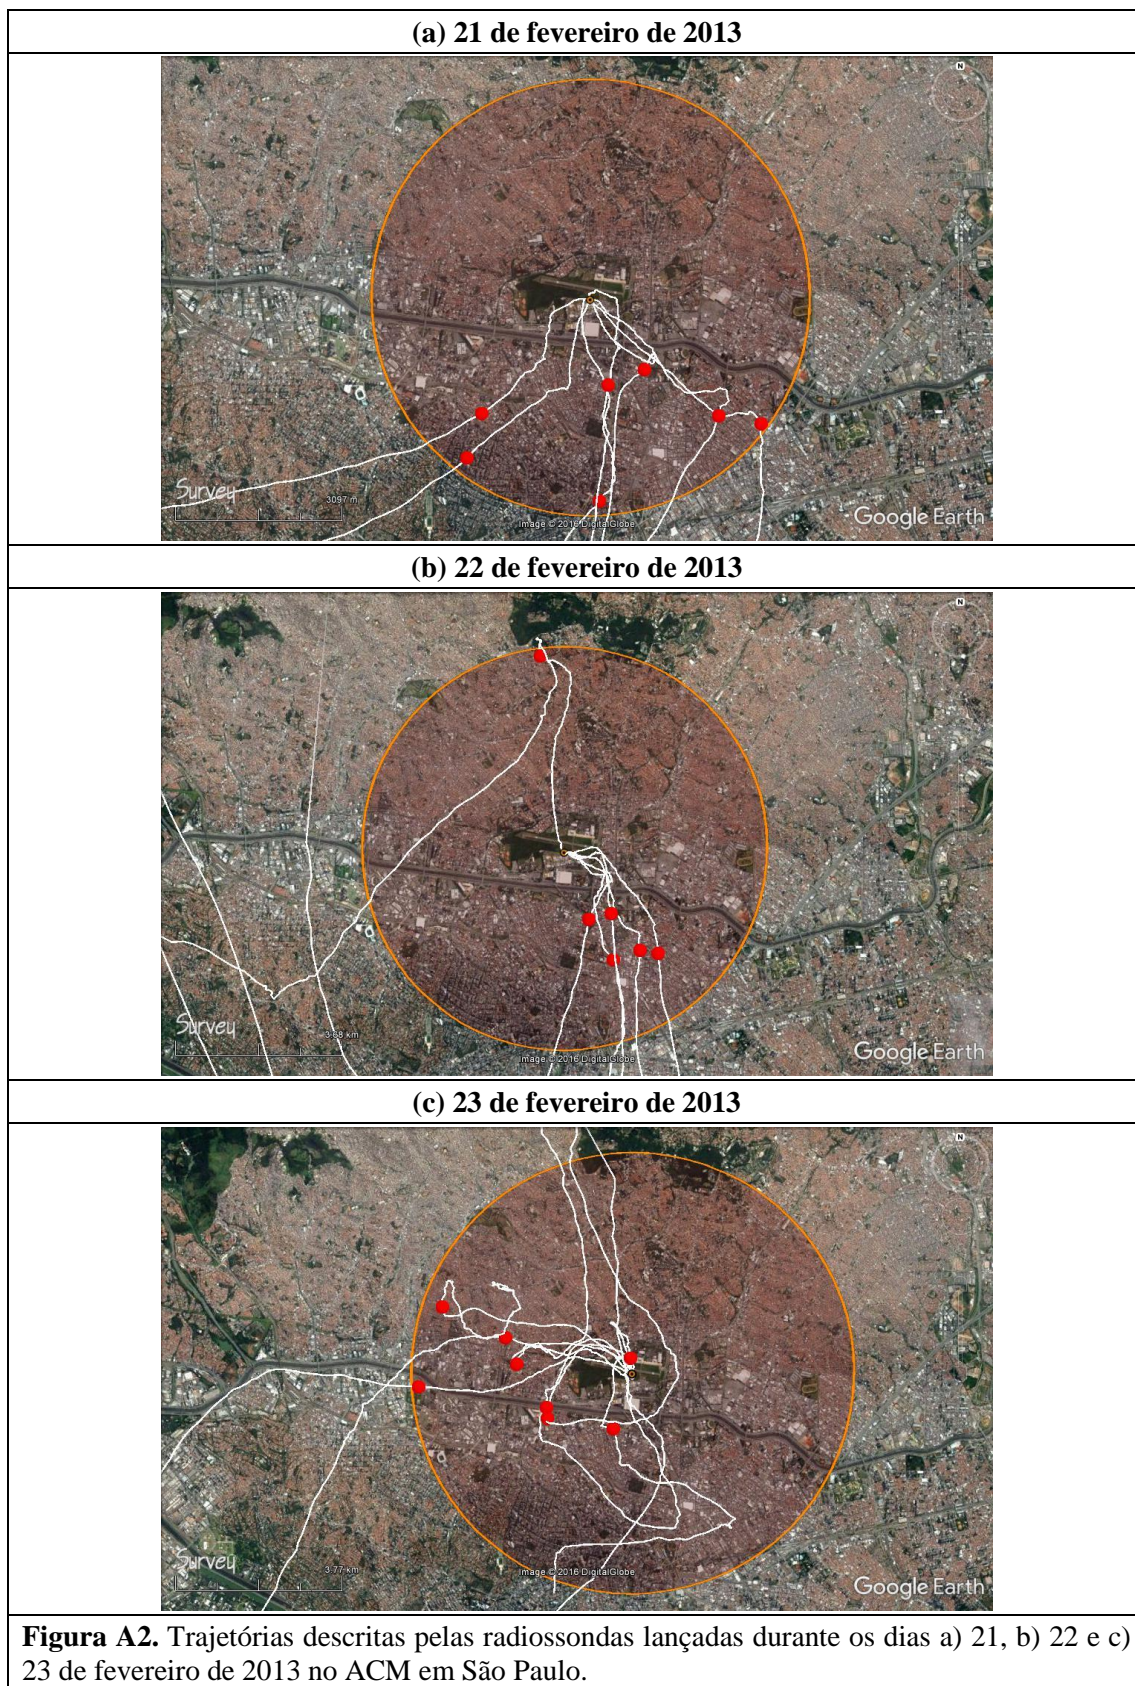 (a) 21 de fevereiro de 2013
N
Survey
3097 m
Image © 2016 DigitalGlobe
Google Earth
(b) 22 de fevereiro de 2013
N
Survey
3.68 km
Image © 2016 DigitalGlobe
Google Earth
(c) 23 de fevereiro de 2013
N
Survey
3.77 km
Image © 2016 DigitalGlobe
Google Earth
Figura A2. Trajetórias descritas pelas radiossondas lançadas durante os dias a) 21, b) 22 e c)
23 de fevereiro de 2013 no ACM em São Paulo.